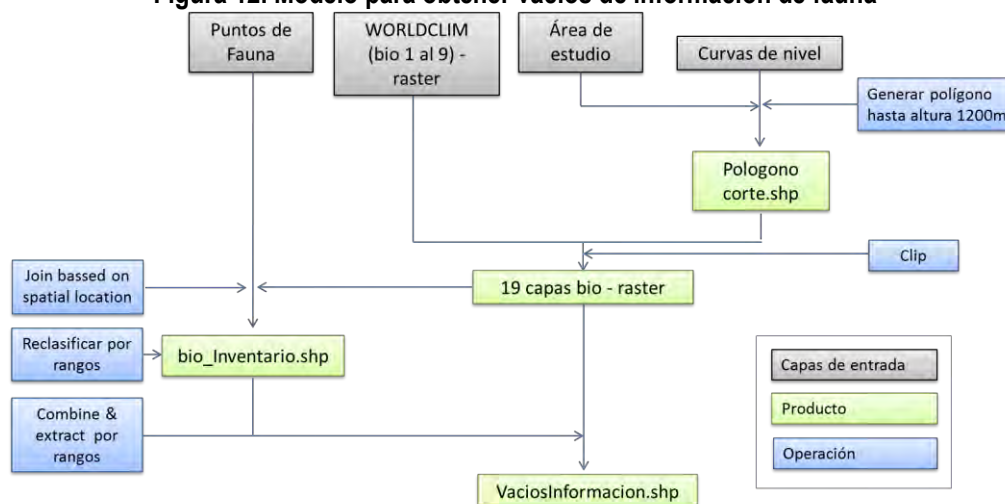 Figura 12. Modelo para obtener vacíos de información de fauna
Puntos de
Fauna
WORLDCLIM
(bio 1 al 9) -
raster
Área de
estudio
Curvas de nivel
Generar polígono
hasta altura 1200m
Pologono
corte.shp
Clip
Join bassed on
spatial location
19 capas bio - raster
Reclasificar por
rangos
bio_Inventario.shp
Combine &
extract por
rangos
VaciosInformacion.shp
Capas de entrada
Producto
Operación